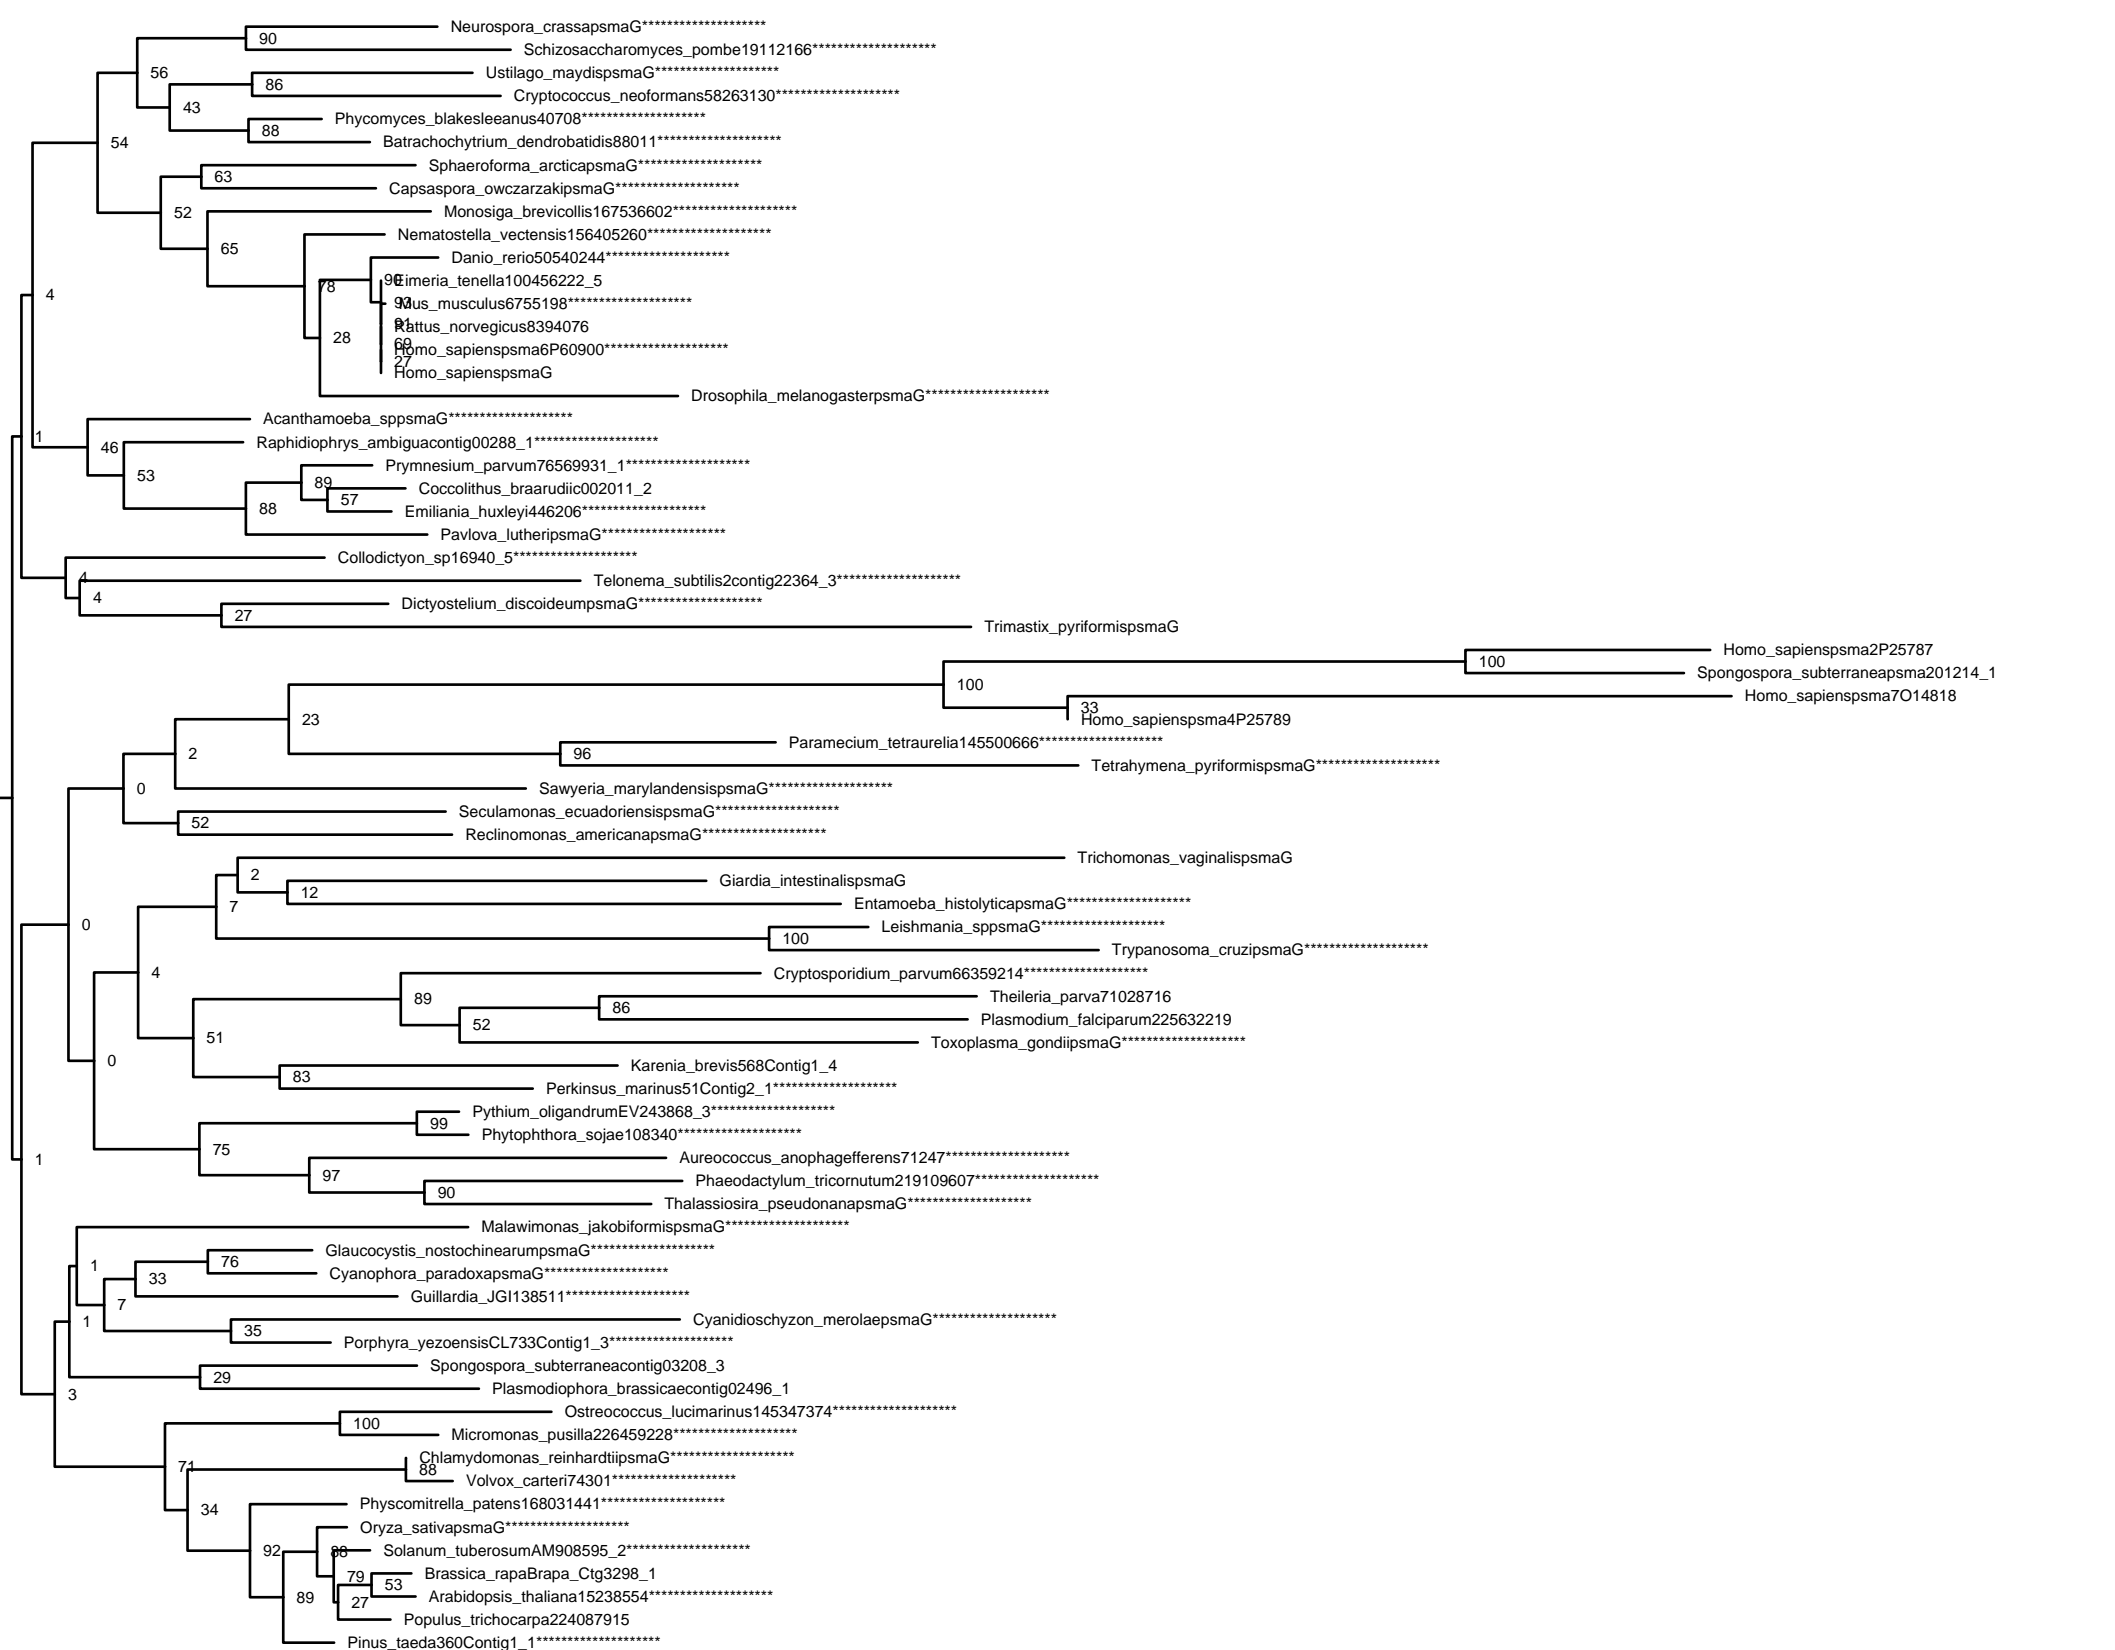 Neurospora_crassapsmaG********************
90
Schizosaccharomyces_pombe19112166********************
56
Ustilago_maydispsmaG********************
86
Cryptococcus_neoformans58263130********************
43
Phycomyces_blakesleeanus40708********************
88
Batrachochytrium_dendrobatidis88011********************
54
Sphaeroforma_arcticapsmaG********************
63
Capsaspora_owczarzakipsmaG********************
52
Monosiga_brevicollis167536602********************
65
Nematostella_vectensis156405260********************
Danio_rerio50540244********************
90
Eimeria_tenella100456222_5
78
4
Mus_musculus6755198********************
93
Rattus_norvegicus8394076
91
28
69
Homo_sapienspsma6P60900********************
27
Homo_sapienspsmaG
Drosophila_melanogasterpsmaG********************
Acanthamoeba_sppsmaG********************
1
46
Raphidiophrys_ambiguacontig00288_1********************
53
Prymnesium_parvum76569931_1********************
89
Coccolithus_braarudiic002011_2
57
88
Emiliania_huxleyi446206********************
Pavlova_lutheripsmaG********************
Collodictyon_sp16940_5********************
4
Telonema_subtilis2contig22364_3********************
4
Dictyostelium_discoideumpsmaG********************
27
Trimastix_pyriformispsmaG
Homo_sapienspsma2P25787
100
Spongospora_subterraneapsma201214_1
100
Homo_sapienspsma7O14818
33
Homo_sapienspsma4P25789
23
Paramecium_tetraurelia145500666********************
96
2
Tetrahymena_pyriformispsmaG********************
Sawyeria_marylandensispsmaG********************
0
Seculamonas_ecuadoriensispsmaG********************
52
Reclinomonas_americanapsmaG********************
Trichomonas_vaginalispsmaG
2
Giardia_intestinalispsmaG
12
Entamoeba_histolyticapsmaG********************
7
0
Leishmania_sppsmaG********************
100
Trypanosoma_cruzipsmaG********************
4
Cryptosporidium_parvum66359214********************
89
Theileria_parva71028716
86
Plasmodium_falciparum225632219
52
51
Toxoplasma_gondiipsmaG********************
0
Karenia_brevis568Contig1_4
83
Perkinsus_marinus51Contig2_1********************
Pythium_oligandrumEV243868_3********************
99
Phytophthora_sojae108340********************
75
1
Aureococcus_anophagefferens71247********************
97
Phaeodactylum_tricornutum219109607********************
90
Thalassiosira_pseudonanapsmaG********************
Malawimonas_jakobiformispsmaG********************
Glaucocystis_nostochinearumpsmaG********************
76
1
Cyanophora_paradoxapsmaG********************
33
Guillardia_JGI138511********************
7
1
Cyanidioschyzon_merolaepsmaG********************
35
Porphyra_yezoensisCL733Contig1_3********************
Spongospora_subterraneacontig03208_3
29
Plasmodiophora_brassicaecontig02496_1
3
Ostreococcus_lucimarinus145347374********************
100
Micromonas_pusilla226459228********************
Chlamydomonas_reinhardtiipsmaG********************
71
88
Volvox_carteri74301********************
Physcomitrella_patens168031441********************
34
Oryza_sativapsmaG********************
92
88
Solanum_tuberosumAM908595_2********************
Brassica_rapaBrapa_Ctg3298_1
79
53
Arabidopsis_thaliana15238554********************
89
27
Populus_trichocarpa224087915
Pinus_taeda360Contig1_1********************